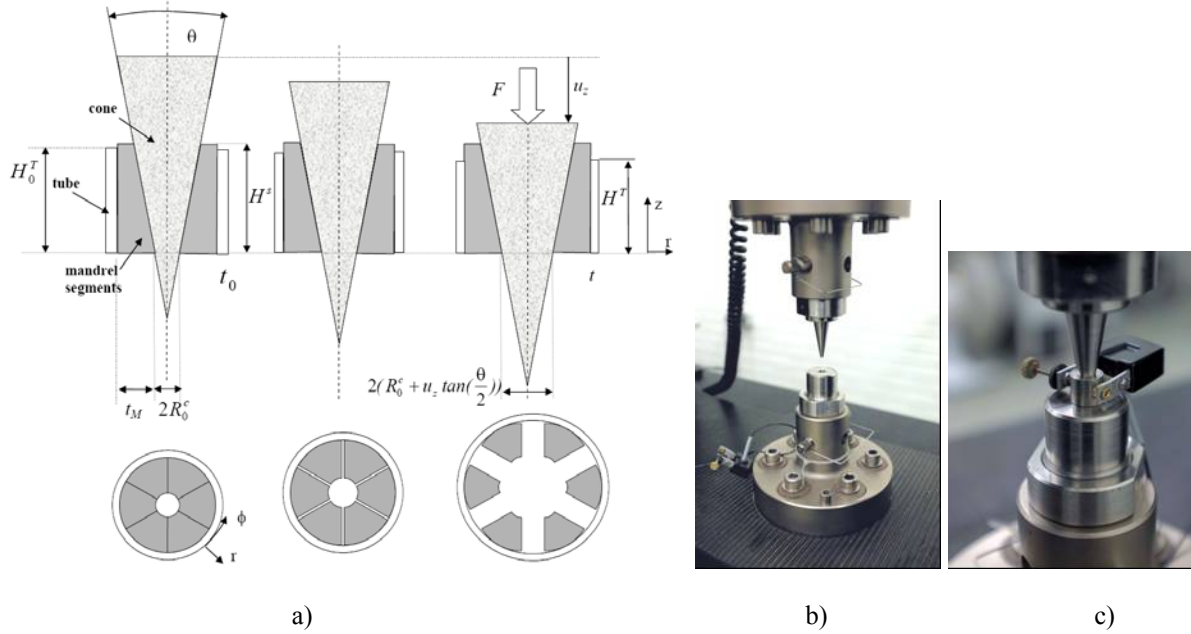 θ
cone
F
u_z
H_0^T
tube
H^s
H^T
z
r
mandrel
segments
t_0
t
2(R_0^c + u_z tan(θ/2))
t_M
2R_0^c
ϕ
r
a)
b)
c)